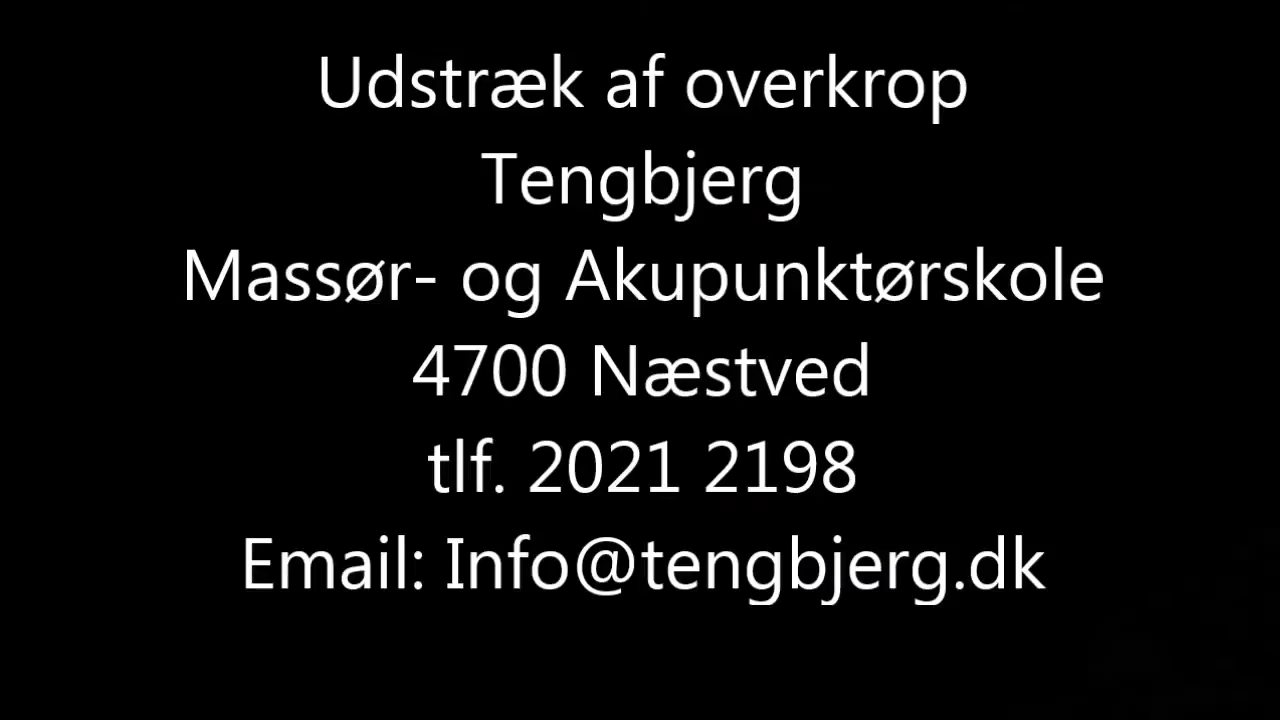 Udstræk af overkrop
Tengbjerg
Massør- og Akupunktørskole
4700 Næstved
tlf. 2021 2198
Email: Info@tengbjerg.dk